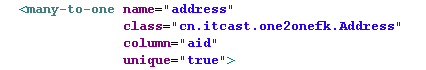 <many-to-one name="address"
class="cn.itcast.one2onefk.Address"
column="aid"
unique="true">